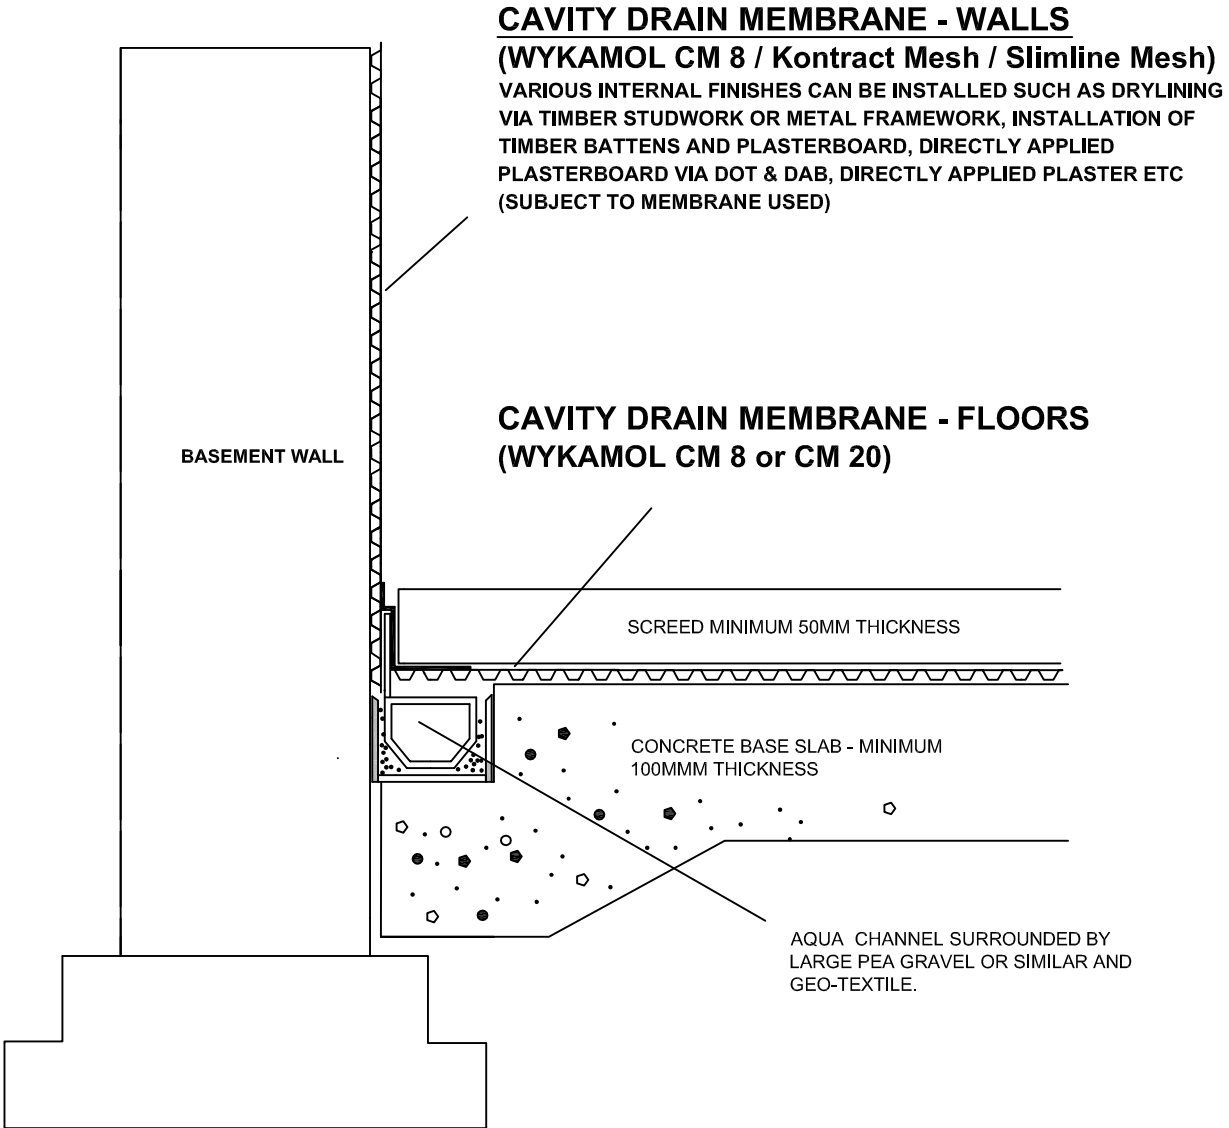 CAVITY DRAIN MEMBRANE - WALLS
(WYKAMOL CM 8 / Kontract Mesh / Slimline Mesh)
VARIOUS INTERNAL FINISHES CAN BE INSTALLED SUCH AS DRYLINING
VIA TIMBER STUDWORK OR METAL FRAMEWORK, INSTALLATION OF
TIMBER BATTENS AND PLASTERBOARD, DIRECTLY APPLIED
PLASTERBOARD VIA DOT & DAB, DIRECTLY APPLIED PLASTER ETC
(SUBJECT TO MEMBRANE USED)
CAVITY DRAIN MEMBRANE - FLOORS
(WYKAMOL CM 8 or CM 20)
BASEMENT WALL
SCREED MINIMUM 50MM THICKNESS
CONCRETE BASE SLAB - MINIMUM
100MMM THICKNESS
AQUA CHANNEL SURROUNDED BY
LARGE PEA GRAVEL OR SIMILAR AND
GEO-TEXTILE.